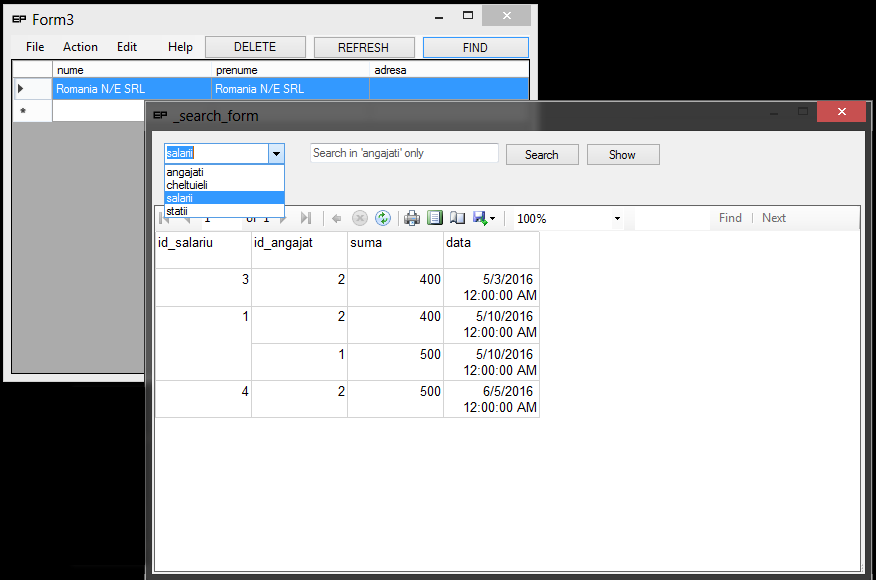 EP Form3
File Action Edit Help DELETE REFRESH FIND
nume prenume adresa
Romania N/E SRL Romania N/E SRL
EP _search_form
salarii Search in 'angajati' only Search Show
angajati
cheltuieli
salarii
statii
1 of 1 100% Find | Next
id_salariu id_angajat suma data
3 2 400 5/3/2016
12:00:00 AM
1 2 400 5/10/2016
12:00:00 AM
1 500 5/10/2016
12:00:00 AM
4 2 500 6/5/2016
12:00:00 AM